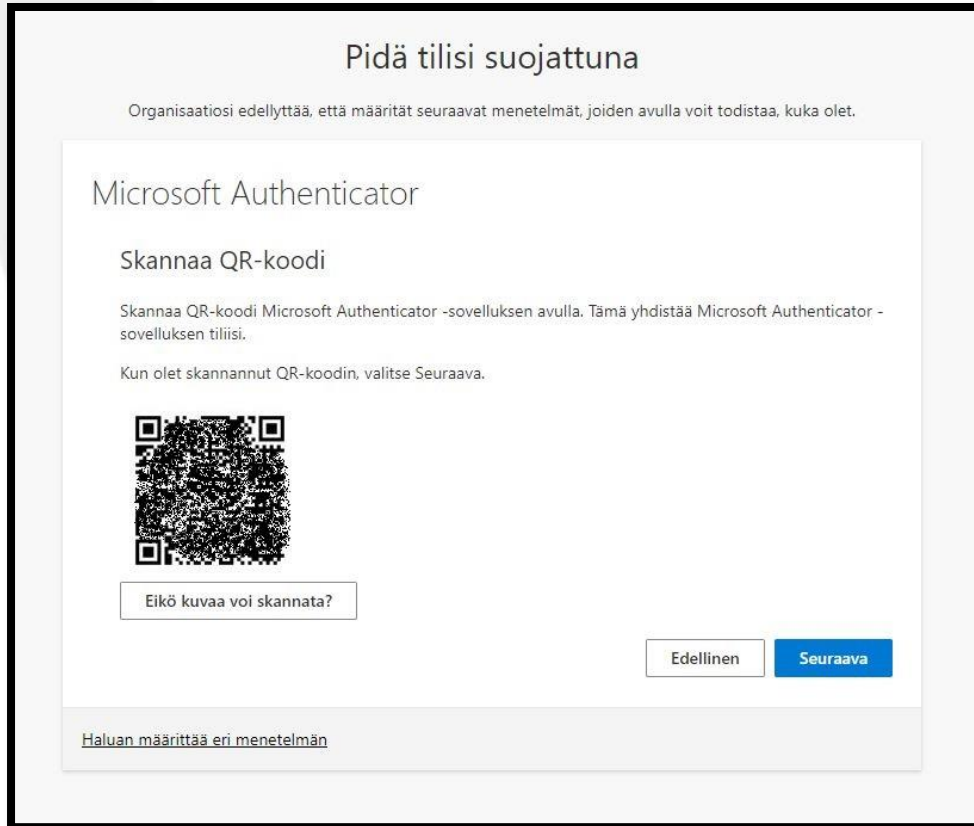 Pidä tilisi suojattuna
Organisaatiosi edellyttää, että määrität seuraavat menetelmät, joiden avulla voit todistaa, kuka olet.
Microsoft Authenticator
Skannaa QR-koodi
Skannaa QR-koodi Microsoft Authenticator -sovelluksen avulla. Tämä yhdistää Microsoft Authenticator -
sovelluksen tiliisi.
Kun olet skannannut QR-koodin, valitse Seuraava.
Eikö kuvaa voi skannata?
Edellinen
Seuraava
Haluan määrittää eri menetelmän